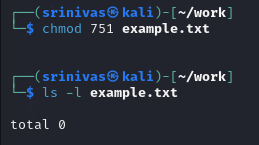 ┌──(srinivas㉿kali)-[~/work]
└─$ chmod 751 example.txt
┌──(srinivas㉿kali)-[~/work]
└─$ ls -l example.txt
total 0